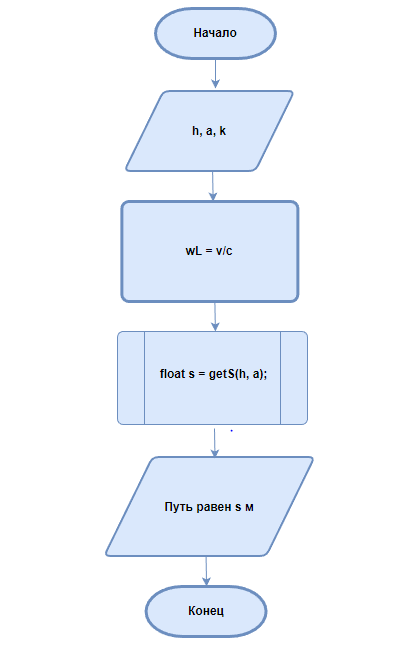 Начало
h, a, k
wL = v/c
float s = getS(h, a);
Путь равен s м
Конец